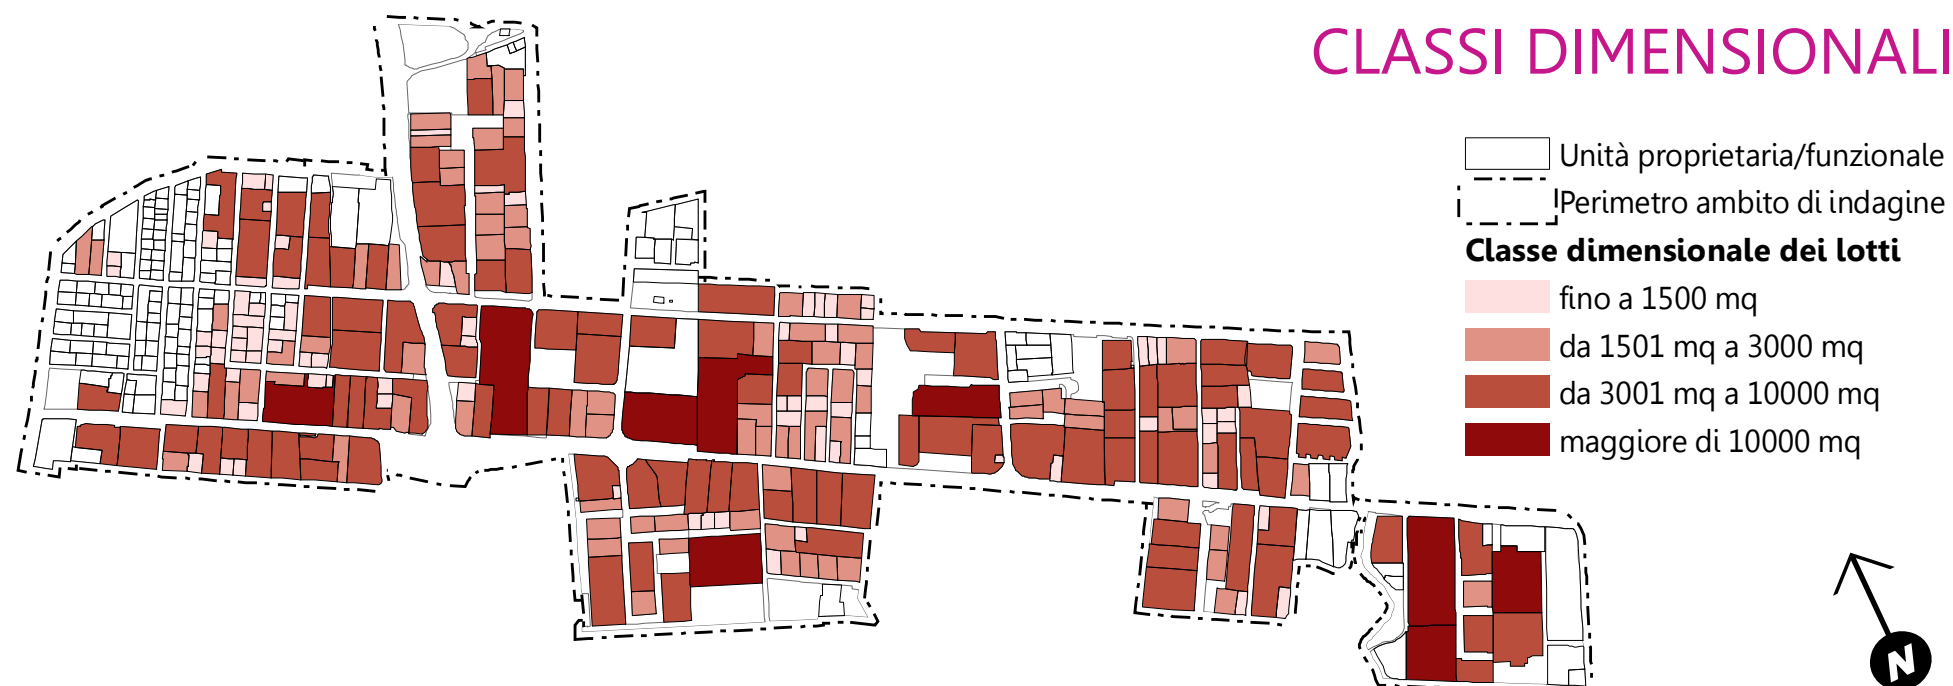 CLASSI DIMENSIONALI
Unità proprietaria/funzionale
Perimetro ambito di indagine
Classe dimensionale dei lotti
fino a 1500 mq
da 1501 mq a 3000 mq
da 3001 mq a 10000 mq
maggiore di 10000 mq
N